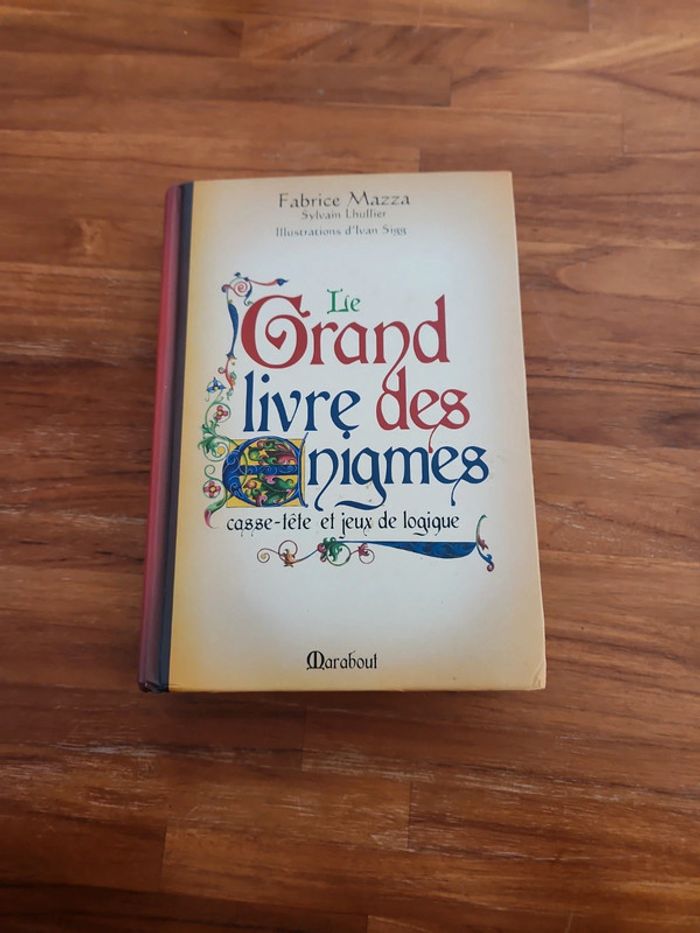 Fabrice Mazza
Sylvain Lhullier
Illustrations d'Ivan Sigg
Le
Grand
livre des
Enigmes
casse-tête et jeux de logique
Marabout